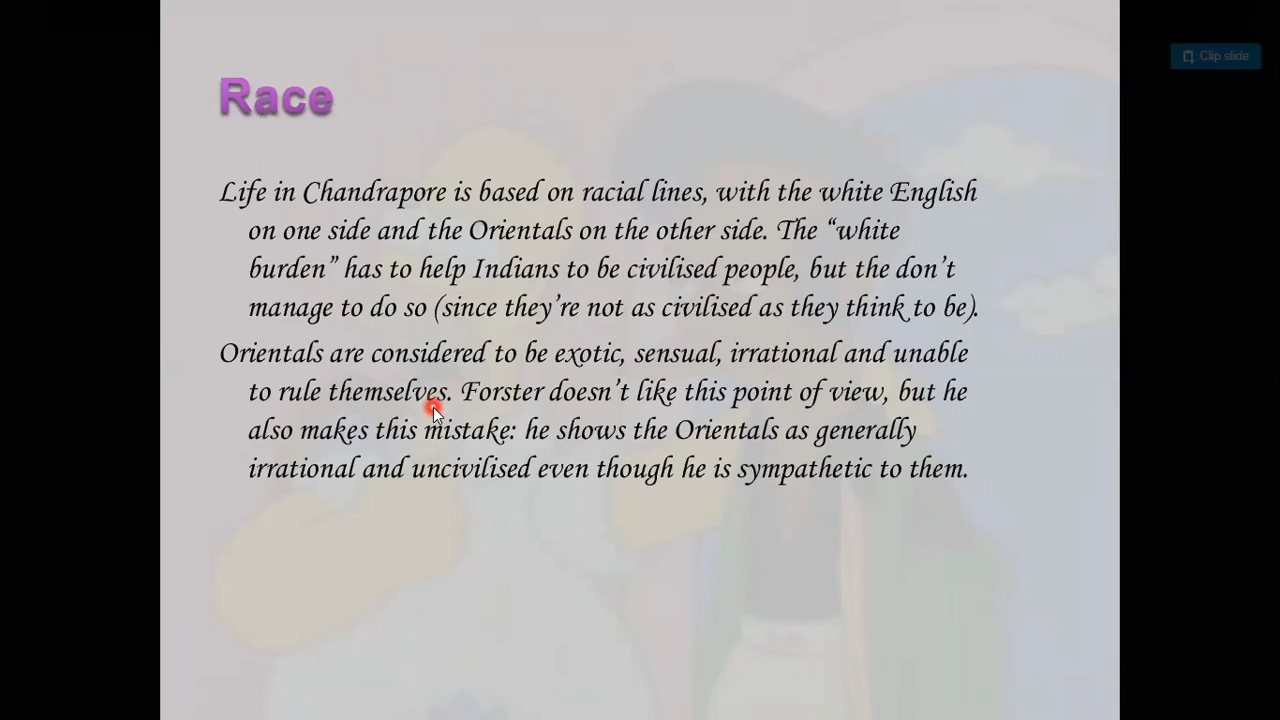 Clip slide
Race
Life in Chandrapore is based on racial lines, with the white English
on one side and the Orientals on the other side. The “white
burden” has to help Indians to be civilised people, but the don’t
manage to do so (since they’re not as civilised as they think to be).
Orientals are considered to be exotic, sensual, irrational and unable
to rule themselves. Forster doesn’t like this point of view, but he
also makes this mistake: he shows the Orientals as generally
irrational and uncivilised even though he is sympathetic to them.